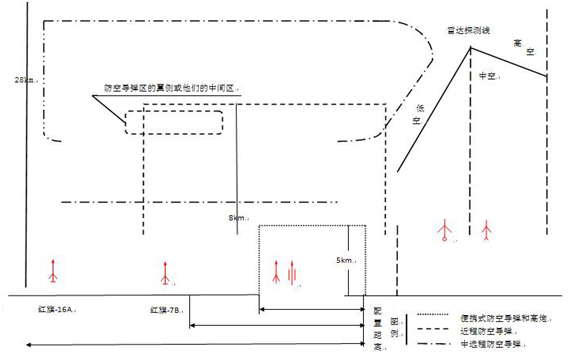 雷达探测线
高空
28km.
中空
防空导弹区的翼侧或他们的中间区
低空
8km.
5km.
红旗-16A
红旗-7B
配置距高
图例
便携式防空导弹和高炮
近程防空导弹
中远程防空导弹